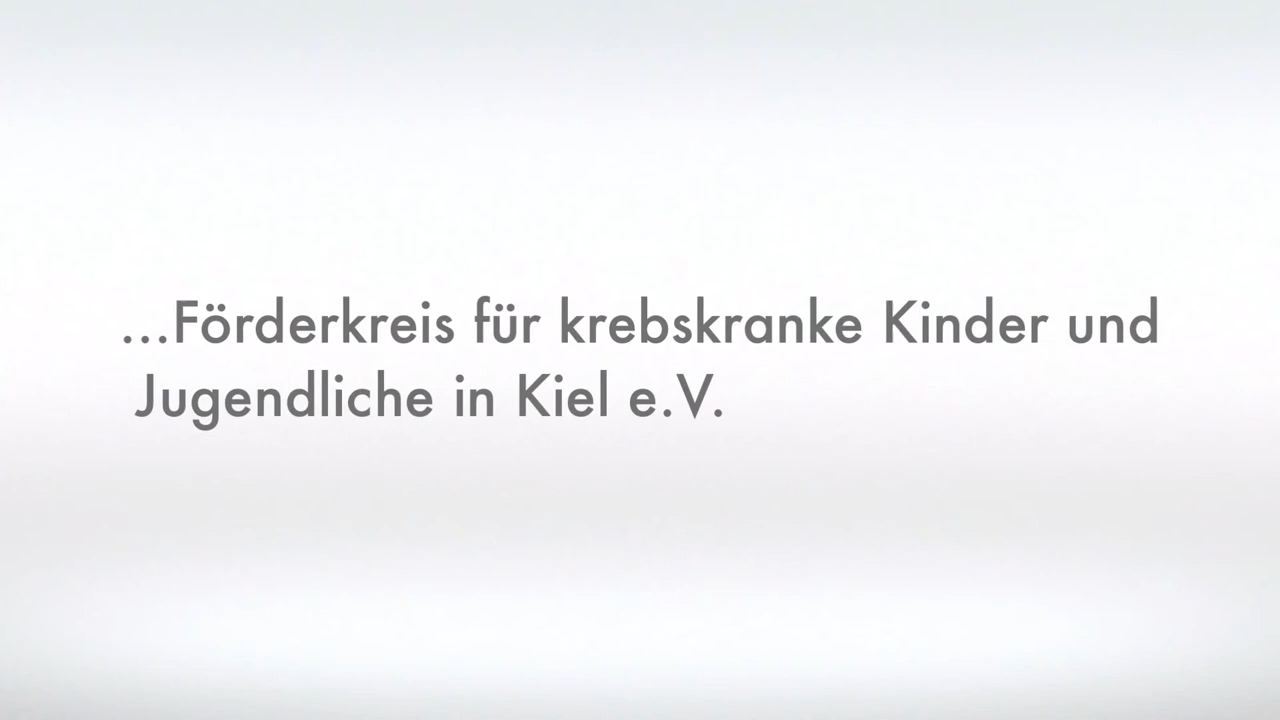 ...Förderkreis für krebskranke Kinder und
Jugendliche in Kiel e.V.